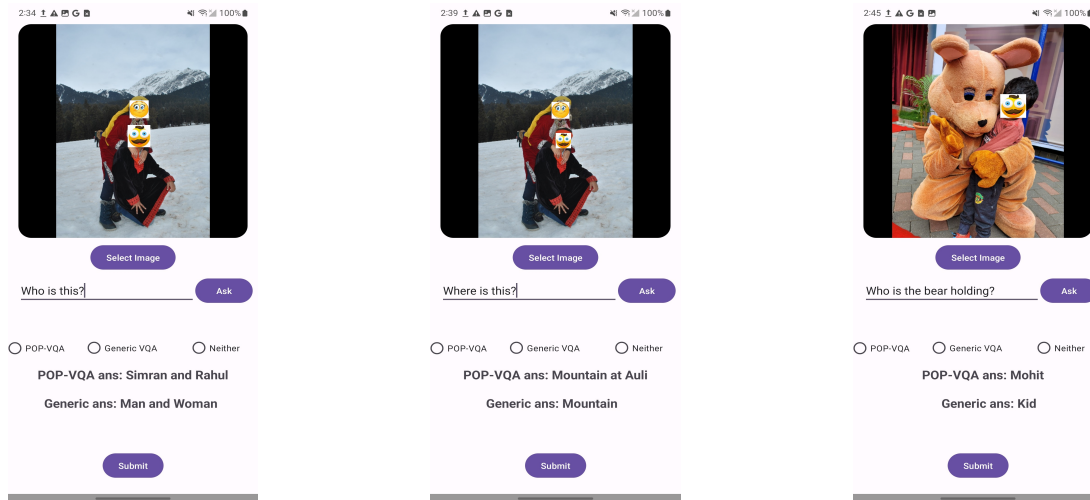 2:34 100%
Select Image
Who is this?
Ask
POP-VQA Generic VQA Neither
POP-VQA ans: Simran and Rahul
Generic ans: Man and Woman
Submit
2:39 100%
Select Image
Where is this?
Ask
POP-VQA Generic VQA Neither
POP-VQA ans: Mountain at Auli
Generic ans: Mountain
Submit
2:45 100%
Select Image
Who is the bear holding?
Ask
POP-VQA Generic VQA Neither
POP-VQA ans: Mohit
Generic ans: Kid
Submit